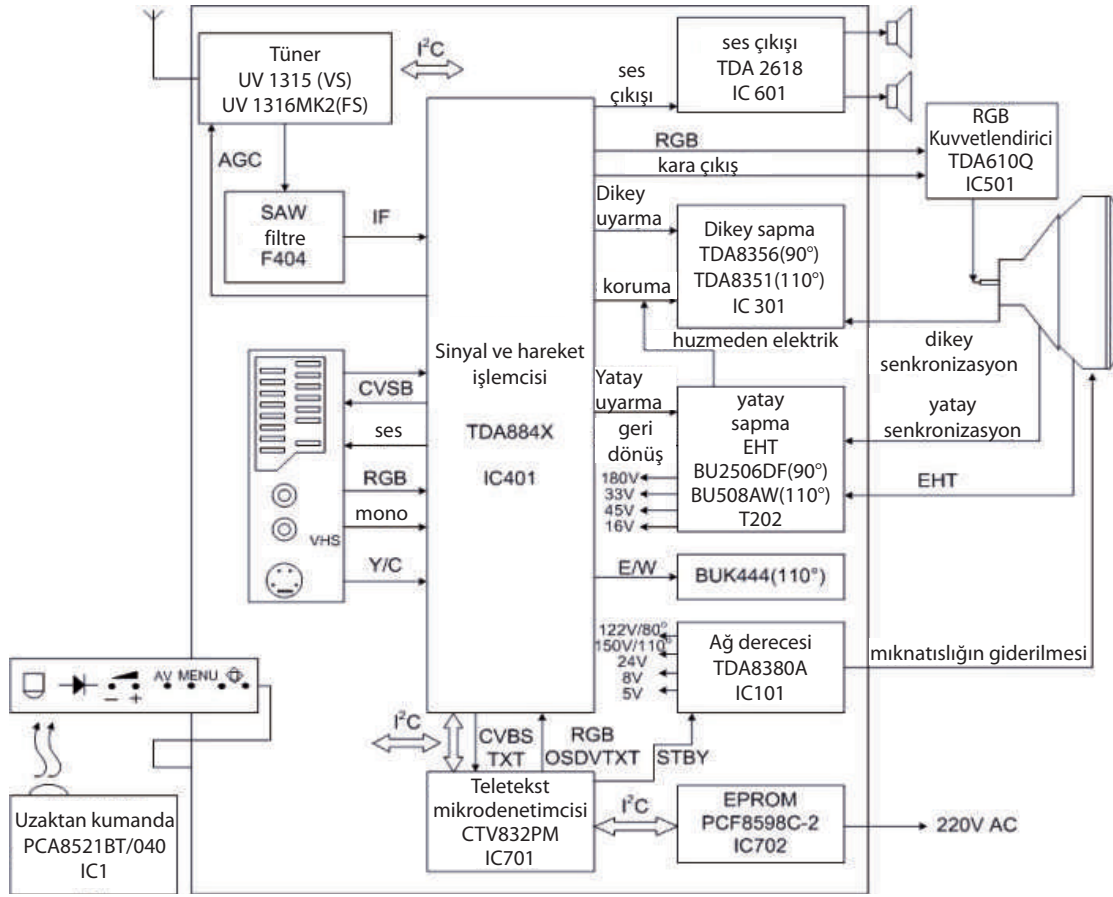 Tüner
UV 1315 (VS)
UV 1316MK2(FS)
I²C
AGC
SAW
filtre
F404
IF
ses
çıkışı
ses çıkışı
TDA 2618
IC 601
RGB
kara çıkış
RGB
Kuvvetlendirici
TDA610Q
IC501
Dikey
uyarma
koruma
Dikey sapma
TDA8356(90°)
TDA8351(110°)
IC 301
huzmeden elektrik
dikey
senkronizasyon
Sinyal ve hareket
işlemcisi
TDA884X
IC401
CVSB
ses
RGB
mono
VHS
Y/C
Yatay
uyarma
geri
dönüş
180V
33V
45V
16V
yatay
sapma
EHT
BU2506DF(90°)
BU508AW(110°)
T202
yatay
senkronizasyon
EHT
E/W
BUK444(110°)
122V/80°
150V/110°
24V
8V
5V
Ağ derecesi
TDA8380A
IC101
mıknatıslığın giderilmesi
AV MENU
− +
I²C
CVBS
TXT
RGB
OSDVTXT
STBY
Teletekst
mikrodenetimcisi
CTV832PM
IC701
I²C
EPROM
PCF8598C-2
IC702
220V AC
Uzaktan kumanda
PCA8521BT/040
IC1